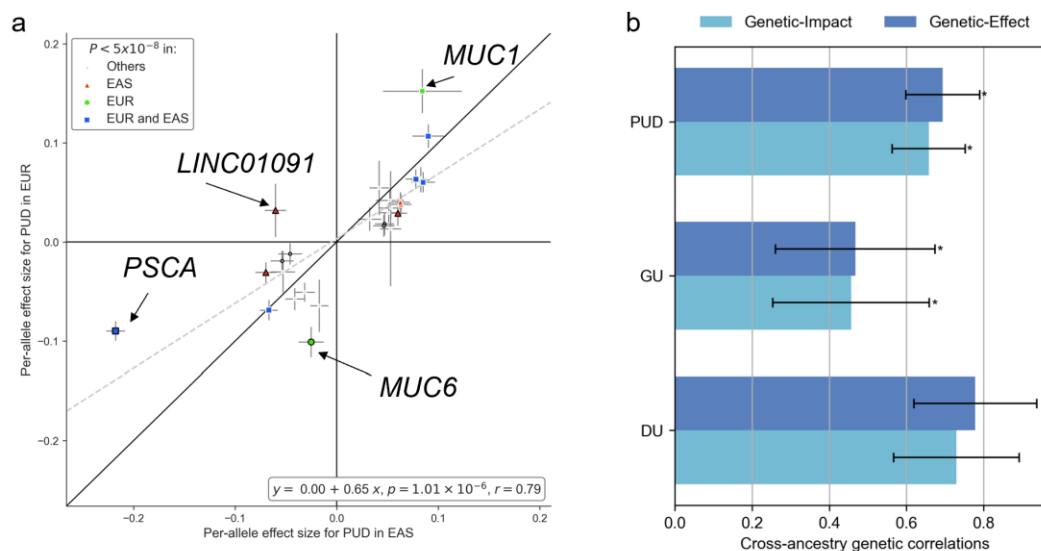 a
P < 5x10⁻⁸ in:
Others
EAS
EUR
EUR and EAS
MUC1
LINC01091
PSCA
MUC6
0.2
0.1
0.0
−0.1
−0.2
Per-allele effect size for PUD in EUR
y = 0.00 + 0.65 x, p = 1.01 × 10⁻⁶, r = 0.79
−0.2 −0.1 0.0 0.1 0.2
Per-allele effect size for PUD in EAS
b
Genetic-Impact Genetic-Effect
PUD
*
*
GU
*
*
DU
0.0 0.2 0.4 0.6 0.8
Cross-ancestry genetic correlations